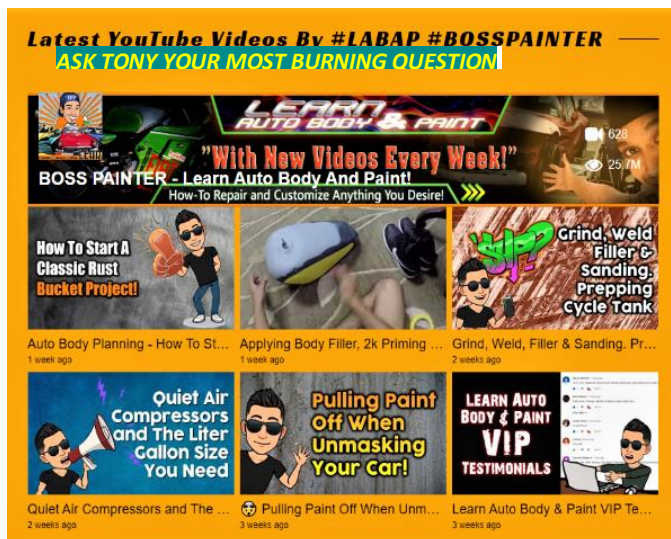 Latest YouTube Videos By #LABAP #BOSSPAINTER
ASK TONY YOUR MOST BURNING QUESTION
LEARN
AUTO BODY & PAINT
628
"With New Videos Every Week!"
25.7M
BOSS PAINTER - Learn Auto Body And Paint!
How-To Repair and Customize Anything You Desire!
How To Start A
Classic Rust
Bucket Project!
'SUP?
Grind, Weld
Filler &
Sanding.
Prepping
Cycle Tank
Auto Body Planning - How To St...
1 week ago
Applying Body Filler, 2k Priming ...
1 week ago
Grind, Weld, Filler & Sanding. Pr...
2 weeks ago
Quiet Air
Compressors
and The Liter
Gallon Size
You Need
Pulling Paint
Off When
Unmasking
Your Car!
LEARN AUTO
BODY & PAINT
VIP
TESTIMONIALS
Quiet Air Compressors and The ...
2 weeks ago
😲 Pulling Paint Off When Unm...
3 weeks ago
Learn Auto Body & Paint VIP Te...
3 weeks ago